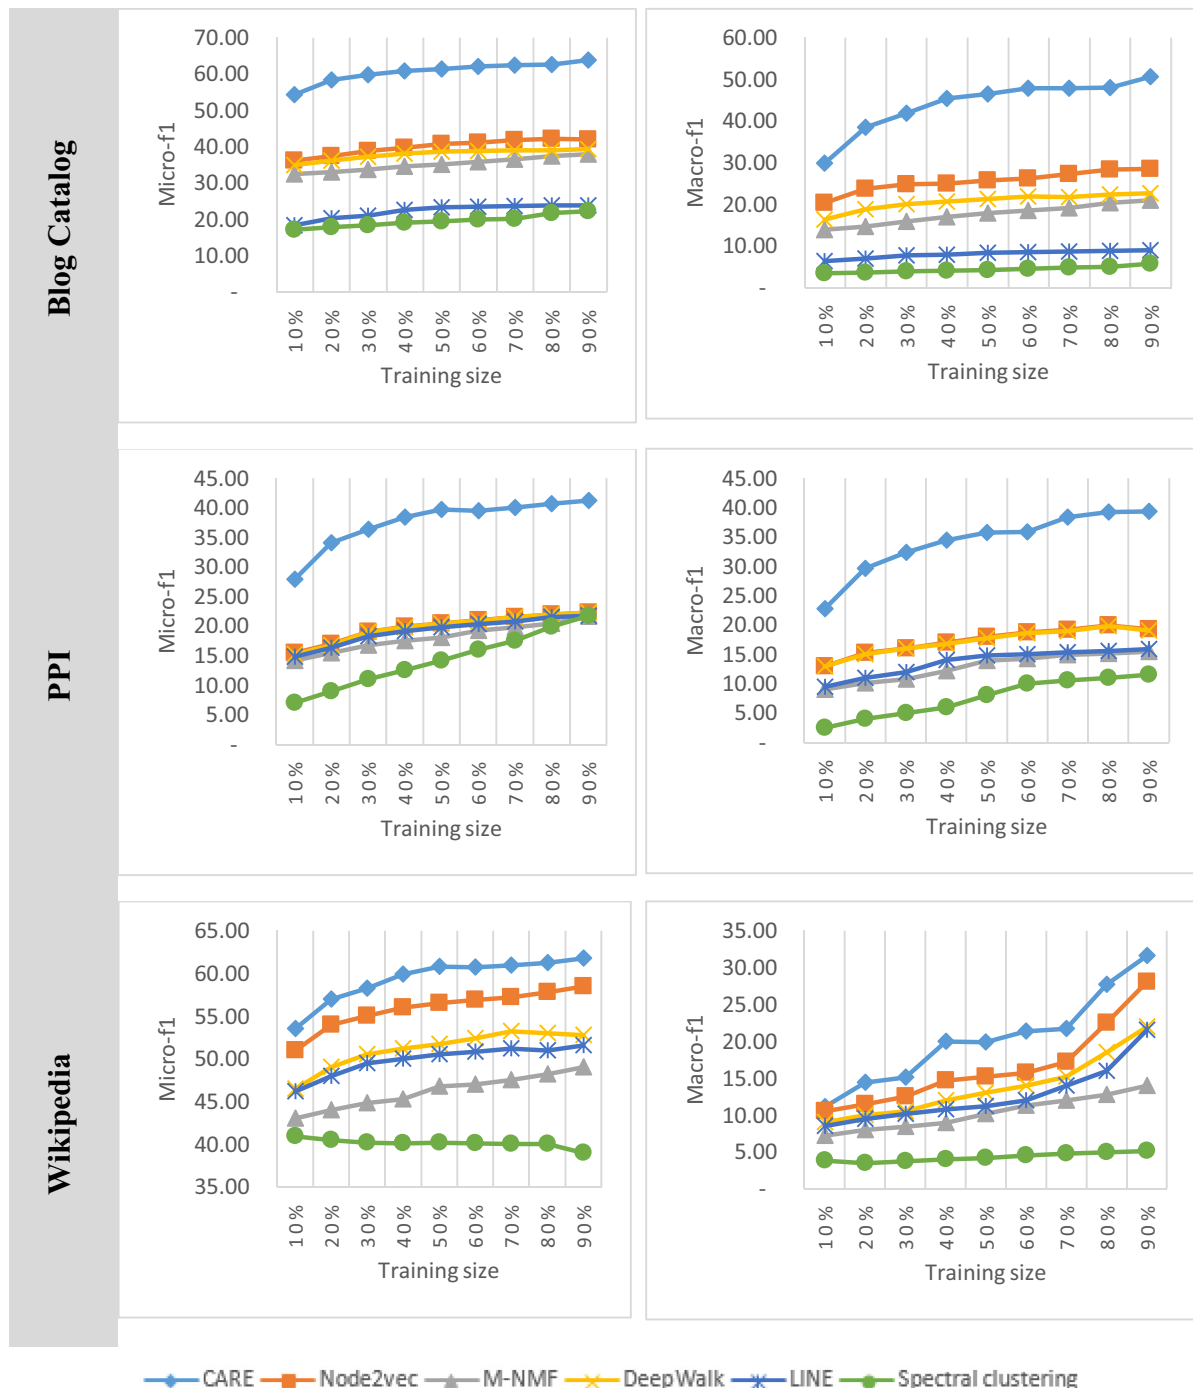 Blog Catalog
70.00
60.00
50.00
40.00
30.00
20.00
10.00
-
Micro-f1
10% 20% 30% 40% 50% 60% 70% 80% 90%
Training size
60.00
50.00
40.00
30.00
20.00
10.00
-
Macro-f1
10% 20% 30% 40% 50% 60% 70% 80% 90%
Training size
PPI
45.00
40.00
35.00
30.00
25.00
20.00
15.00
10.00
5.00
-
Micro-f1
10% 20% 30% 40% 50% 60% 70% 80% 90%
Training size
45.00
40.00
35.00
30.00
25.00
20.00
15.00
10.00
5.00
-
Macro-f1
10% 20% 30% 40% 50% 60% 70% 80% 90%
Training size
Wikipedia
65.00
60.00
55.00
50.00
45.00
40.00
35.00
Micro-f1
10% 20% 30% 40% 50% 60% 70% 80% 90%
Training size
35.00
30.00
25.00
20.00
15.00
10.00
5.00
-
Macro-f1
10% 20% 30% 40% 50% 60% 70% 80% 90%
Training size
CARE Node2vec M-NMF DeepWalk LINE Spectral clustering